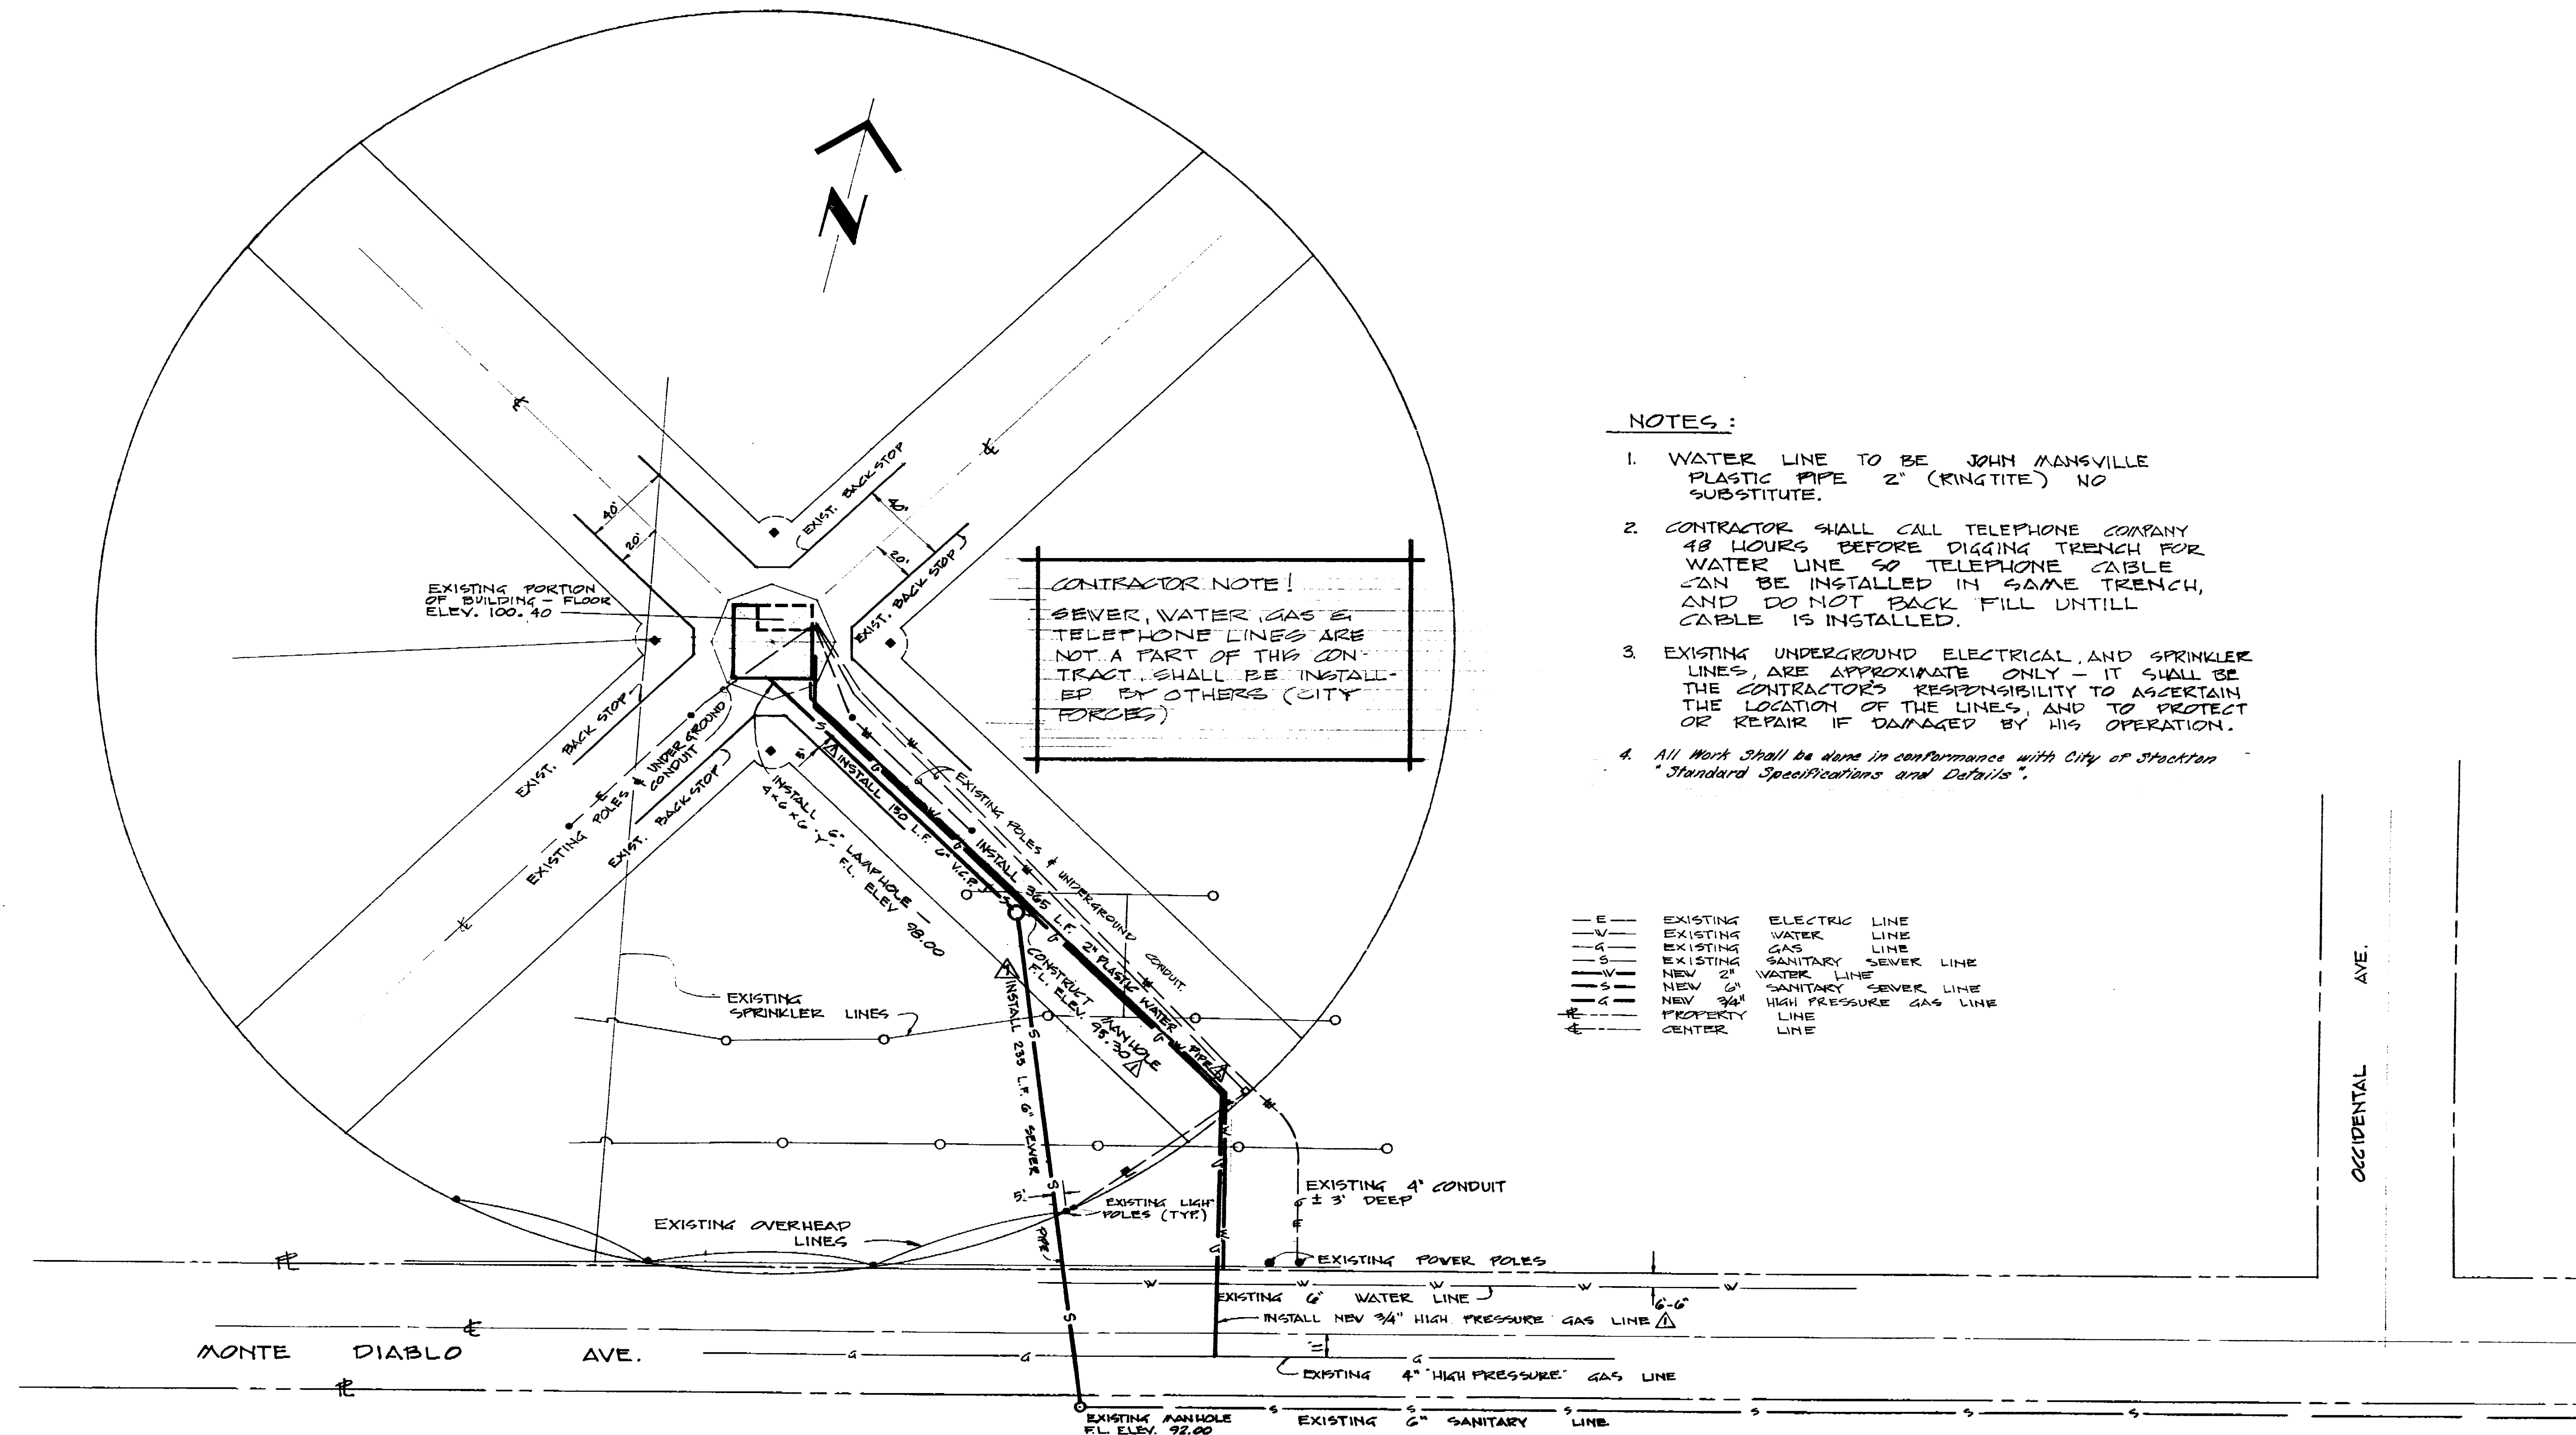 N
EXIST. BACK STOP
40'
20'
40'
20'
EXIST. BACK STOP
EXISTING PORTION
OF BUILDING - FLOOR
ELEV. 100.40
CONTRACTOR NOTE!
SEWER, WATER, GAS &
TELEPHONE LINES ARE
NOT A PART OF THIS CON-
TRACT. SHALL BE INSTALL-
ED BY OTHERS (CITY
FORCES)
NOTES:
1. WATER LINE TO BE JOHN MANSVILLE
PLASTIC PIPE 2" (RINGTITE) NO
SUBSTITUTE.
2. CONTRACTOR SHALL CALL TELEPHONE COMPANY
48 HOURS BEFORE DIGGING TRENCH FOR
WATER LINE SO TELEPHONE CABLE
CAN BE INSTALLED IN SAME TRENCH,
AND DO NOT BACK FILL UNTILL
CABLE IS INSTALLED.
3. EXISTING UNDERGROUND ELECTRICAL, AND SPRINKLER
LINES, ARE APPROXIMATE ONLY - IT SHALL BE
THE CONTRACTOR'S RESPONSIBILITY TO ASCERTAIN
THE LOCATION OF THE LINES, AND TO PROTECT
OR REPAIR IF DAMAGED BY HIS OPERATION.
4. All Work Shall be done in conformance with City of Stockton
"Standard Specifications and Details".
EXIST. BACK STOP
EXISTING POLES & UNDERGROUND
CONDUIT
E
EXIST. BACK STOP
5'
INSTALL 6" LAMPHOLE -
4 x 6 x 6 "Y" - F.L. ELEV
98.00
INSTALL 130 L.F. 6" V.C.P.
INSTALL 365 L.F. 2" PLASTIC WATER PIPE
EXISTING POLES & UNDERGROUND CONDUIT.
CONSTRUCT MANHOLE
F.L. ELEV. 95.30
INSTALL 235 L.F. 6" SEWER PIPE
EXISTING
SPRINKLER LINES
— E — EXISTING ELECTRIC LINE
— W — EXISTING WATER LINE
— G — EXISTING GAS LINE
— S — EXISTING SANITARY SEWER LINE
— W — NEW 2" WATER LINE
— S — NEW 6" SANITARY SEWER LINE
— G — NEW 3/4" HIGH PRESSURE GAS LINE
PROPERTY LINE
CENTER LINE
OCCIDENTAL AVE.
5'
EXISTING LIGHT
POLES (TYP.)
EXISTING 4" CONDUIT
± 3' DEEP
EXISTING OVERHEAD
LINES
EXISTING POWER POLES
W W W W W
EXISTING 6" WATER LINE
6'-6"
INSTALL NEW 3/4" HIGH PRESSURE GAS LINE
MONTE DIABLO AVE.
G G G
EXISTING 4" "HIGH PRESSURE" GAS LINE
S S S S S S
EXISTING MANHOLE
F.L. ELEV. 92.00
EXISTING 6" SANITARY LINE